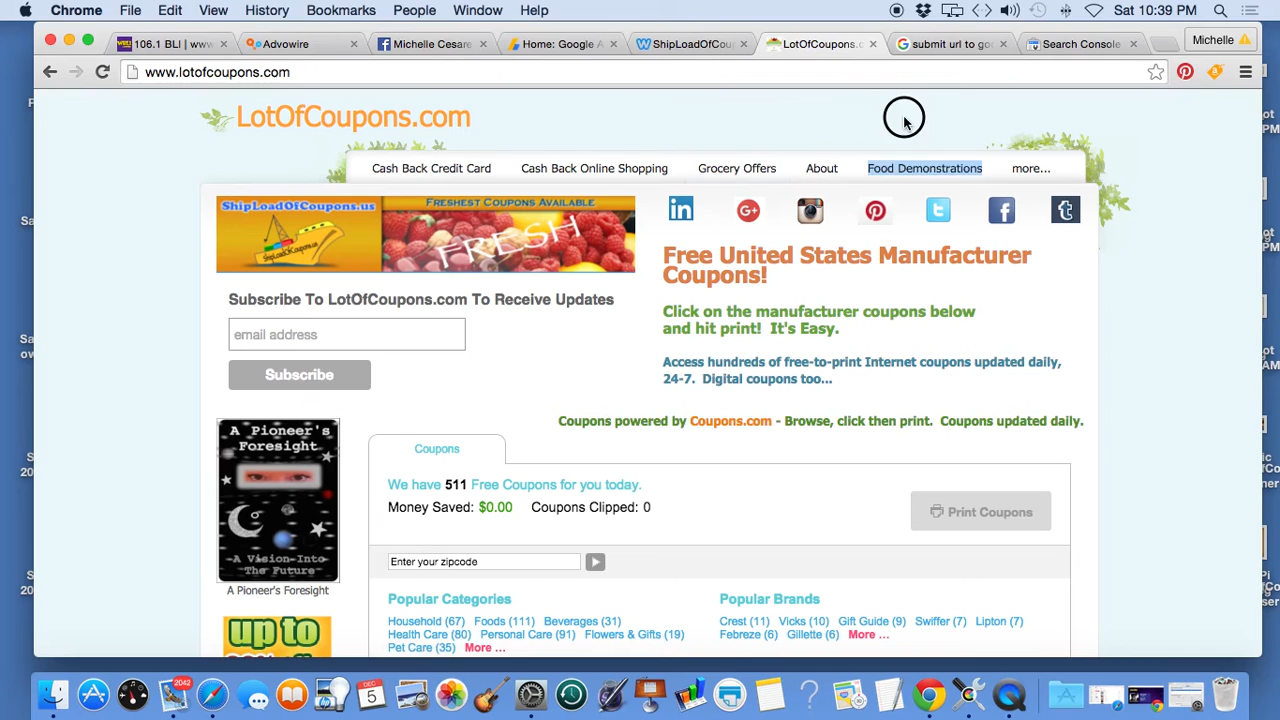 Chrome File Edit View History Bookmarks People Window Help Sat 10:39 PM
106.1 BLI | www Advowire Michelle Cesare Home: Google A ShipLoadOfCou LotOfCoupons.c submit url to go Search Console Michelle
www.lotofcoupons.com
LotOfCoupons.com
Cash Back Credit Card Cash Back Online Shopping Grocery Offers About Food Demonstrations more...
ShipLoadOfCoupons.us FRESHEST COUPONS AVAILABLE
FRESH
Free United States Manufacturer
Coupons!
Subscribe To LotOfCoupons.com To Receive Updates
email address
Subscribe
Click on the manufacturer coupons below
and hit print! It's Easy.
Access hundreds of free-to-print Internet coupons updated daily,
24-7. Digital coupons too...
Coupons powered by Coupons.com - Browse, click then print. Coupons updated daily.
A Pioneer's
Foresight
A Vision-Into
The Future
A Pioneer's Foresight
up to
Coupons
We have 511 Free Coupons for you today.
Money Saved: $0.00 Coupons Clipped: 0
Print Coupons
Enter your zipcode
Popular Categories
Household (67) Foods (111) Beverages (31)
Health Care (80) Personal Care (91) Flowers & Gifts (19)
Pet Care (35) More ...
Popular Brands
Crest (11) Vicks (10) Gift Guide (9) Swiffer (7) Lipton (7)
Febreze (6) Gillette (6) More ...
2042
DEC
5